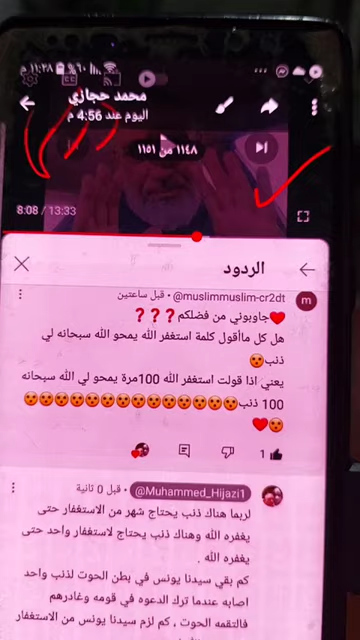 ١١:٣٨ م
٦٠%
محمد حجازي
اليوم عند 4:56 م
١١٤٨ من ١١٥١
8:08 / 13:33
الردود
m
@muslimmuslim-cr2dt • قبل ساعتين
❤️جاوبوني من فضلكم❓❓❓
هل كل ماأقول كلمة استغفر الله يمحو الله سبحانه لي
ذنب😮
يعني اذا قولت استغفر الله 100مرة يمحو لي الله سبحانه
100 ذنب😮😮😮😮😮😮😮😮😮😮😮😮😮
😮❤️
1
@Muhammed_Hijazi1 • قبل 0 ثانية
لربما هناك ذنب يحتاج شهر من الاستغفار حتى
يغفره الله وهناك ذنب يحتاج لاستغفار واحد حتى
يغفره الله .
كم بقي سيدنا يونس في بطن الحوت لذنب واحد
اصابه عندما ترك الدعوه في قومه وغادرهم
فالتقمه الحوت ، كم لزم سيدنا يونس من الاستغفار